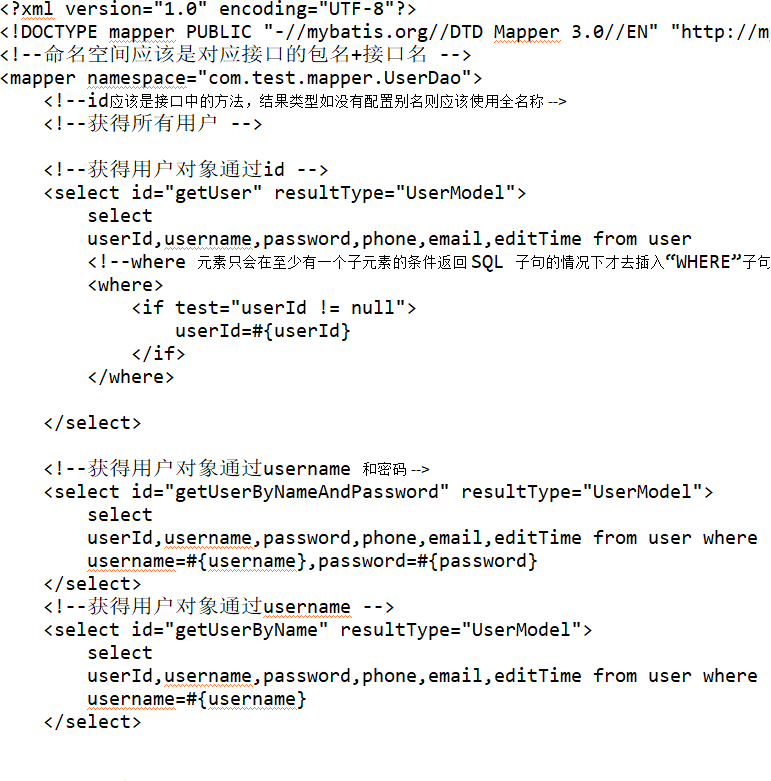 <?xml version="1.0" encoding="UTF-8"?>
<!DOCTYPE mapper PUBLIC "-//mybatis.org//DTD Mapper 3.0//EN" "http://m
<!--命名空间应该是对应接口的包名+接口名 -->
<mapper namespace="com.test.mapper.UserDao">
<!--id应该是接口中的方法，结果类型如没有配置别名则应该使用全名称 -->
<!--获得所有用户 -->
<!--获得用户对象通过id -->
<select id="getUser" resultType="UserModel">
select
userId,username,password,phone,email,editTime from user
<!--where 元素只会在至少有一个子元素的条件返回 SQL 子句的情况下才去插入“WHERE”子句
<where>
<if test="userId != null">
userId=#{userId}
</if>
</where>
</select>
<!--获得用户对象通过username 和密码 -->
<select id="getUserByNameAndPassword" resultType="UserModel">
select
userId,username,password,phone,email,editTime from user where
username=#{username},password=#{password}
</select>
<!--获得用户对象通过username -->
<select id="getUserByName" resultType="UserModel">
select
userId,username,password,phone,email,editTime from user where
username=#{username}
</select>